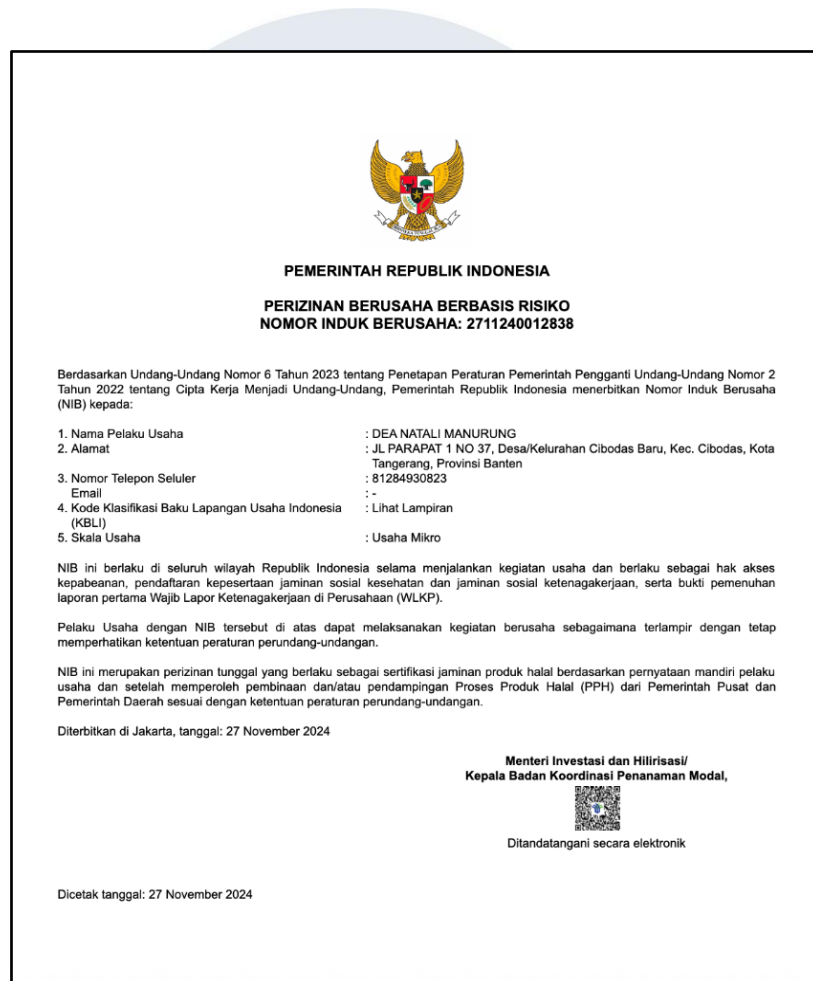 PEMERINTAH REPUBLIK INDONESIA
PERIZINAN BERUSAHA BERBASIS RISIKO
NOMOR INDUK BERUSAHA: 2711240012838
Berdasarkan Undang-Undang Nomor 6 Tahun 2023 tentang Penetapan Peraturan Pemerintah Pengganti Undang-Undang Nomor 2
Tahun 2022 tentang Cipta Kerja Menjadi Undang-Undang, Pemerintah Republik Indonesia menerbitkan Nomor Induk Berusaha
(NIB) kepada:
1. Nama Pelaku Usaha : DEA NATALI MANURUNG
2. Alamat : JL PARAPAT 1 NO 37, Desa/Kelurahan Cibodas Baru, Kec. Cibodas, Kota
Tangerang, Provinsi Banten
3. Nomor Telepon Seluler : 81284930823
Email : -
4. Kode Klasifikasi Baku Lapangan Usaha Indonesia : Lihat Lampiran
(KBLI)
5. Skala Usaha : Usaha Mikro
NIB ini berlaku di seluruh wilayah Republik Indonesia selama menjalankan kegiatan usaha dan berlaku sebagai hak akses
kepabeanan, pendaftaran kepesertaan jaminan sosial kesehatan dan jaminan sosial ketenagakerjaan, serta bukti pemenuhan
laporan pertama Wajib Lapor Ketenagakerjaan di Perusahaan (WLKP).
Pelaku Usaha dengan NIB tersebut di atas dapat melaksanakan kegiatan berusaha sebagaimana terlampir dengan tetap
memperhatikan ketentuan peraturan perundang-undangan.
NIB ini merupakan perizinan tunggal yang berlaku sebagai sertifikasi jaminan produk halal berdasarkan pernyataan mandiri pelaku
usaha dan setelah memperoleh pembinaan dan/atau pendampingan Proses Produk Halal (PPH) dari Pemerintah Pusat dan
Pemerintah Daerah sesuai dengan ketentuan peraturan perundang-undangan.
Diterbitkan di Jakarta, tanggal: 27 November 2024
Menteri Investasi dan Hilirisasi/
Kepala Badan Koordinasi Penanaman Modal,
Ditandatangani secara elektronik
Dicetak tanggal: 27 November 2024